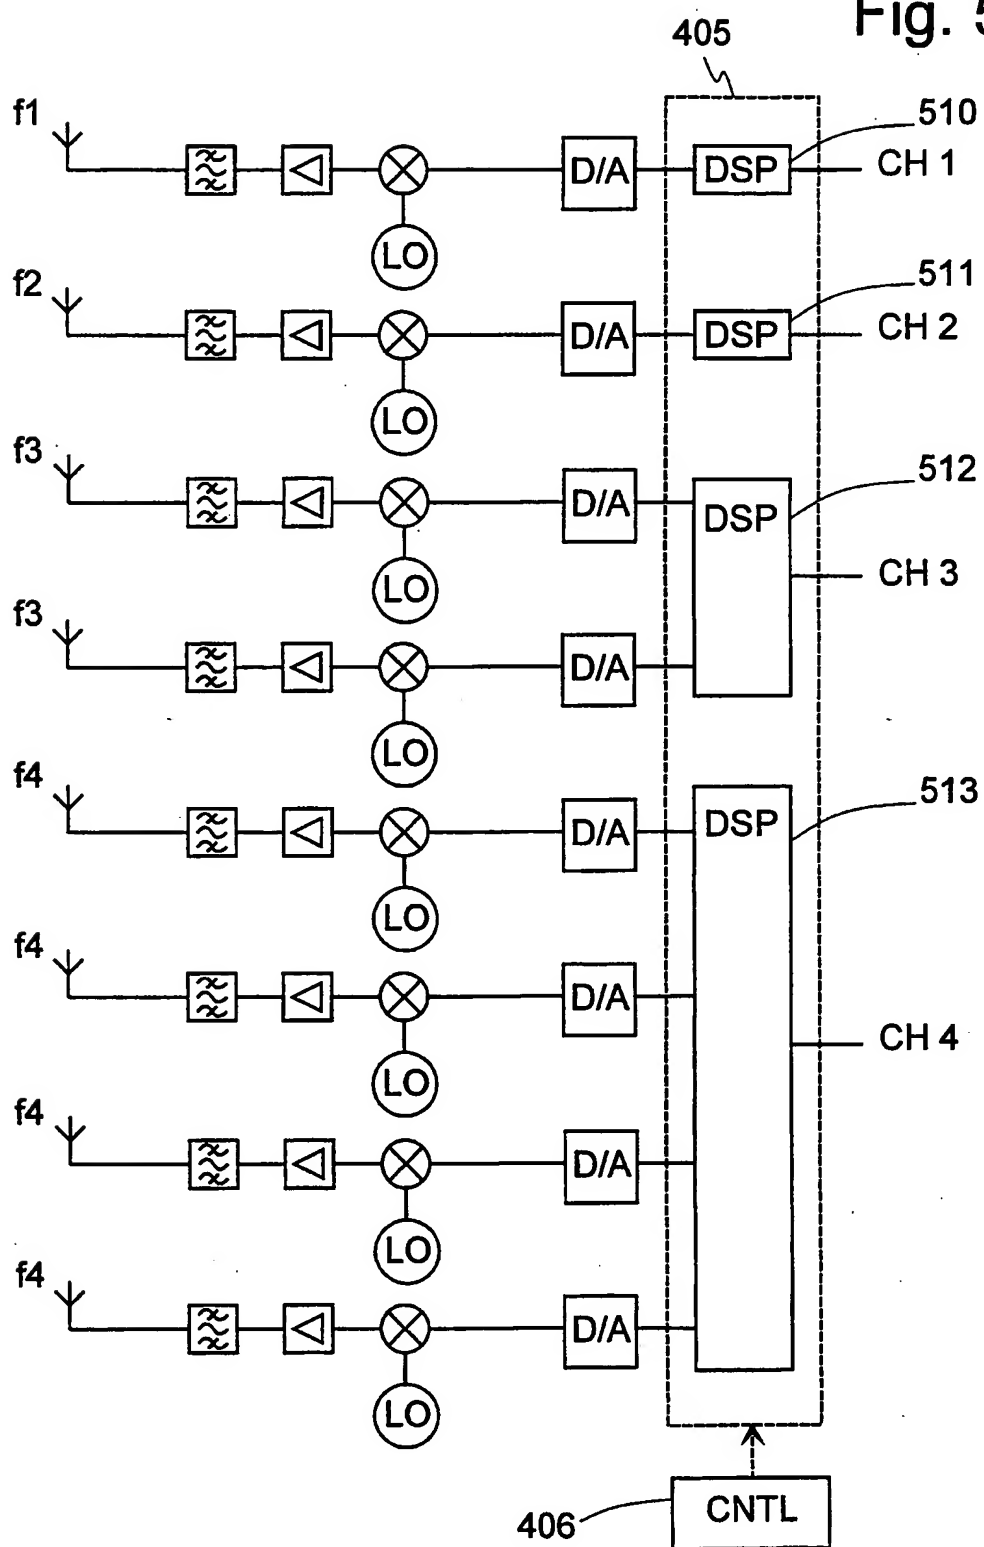 Fig. 5
405
f1 D/A DSP 510 CH 1
LO
f2 D/A DSP 511 CH 2
LO
f3 D/A DSP 512
LO CH 3
f3 D/A
LO
f4 D/A DSP 513
LO
f4 D/A
CH 4
LO
f4 D/A
LO
f4 D/A
LO
406 CNTL